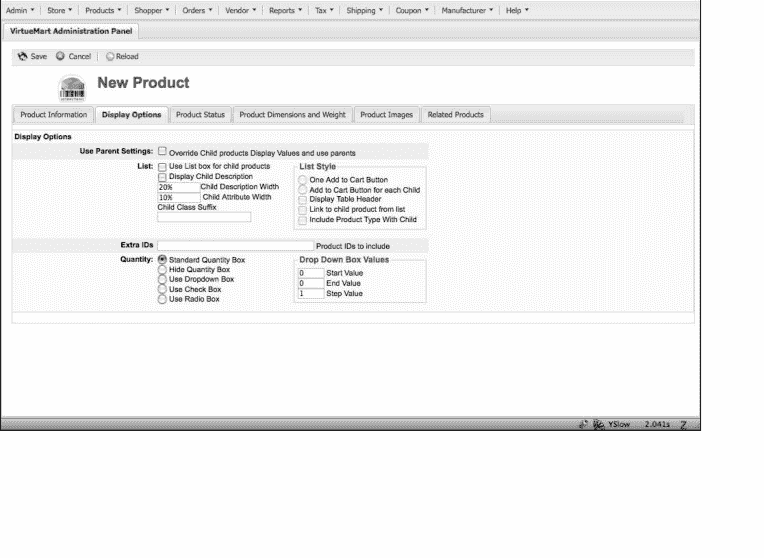 Admin Store Products Shopper Orders Vendor Reports Tax Shipping Coupon Manufacturer Help
VirtueMart Administration Panel
Save Cancel Reload
New Product
Product Information Display Options Product Status Product Dimensions and Weight Product Images Related Products
Display Options
Use Parent Settings: Override Child products Display Values and use parents
List: Use List box for child products
Display Child Description
20% Child Description Width
10% Child Attribute Width
Child Class Suffix
List Style
One Add to Cart Button
Add to Cart Button for each Child
Display Table Header
Link to child product from list
Include Product Type With Child
Extra IDs Product IDs to include
Quantity: Standard Quantity Box
Hide Quantity Box
Use Dropdown Box
Use Check Box
Use Radio Box
Drop Down Box Values
0 Start Value
0 End Value
1 Step Value
YSlow 2.041s